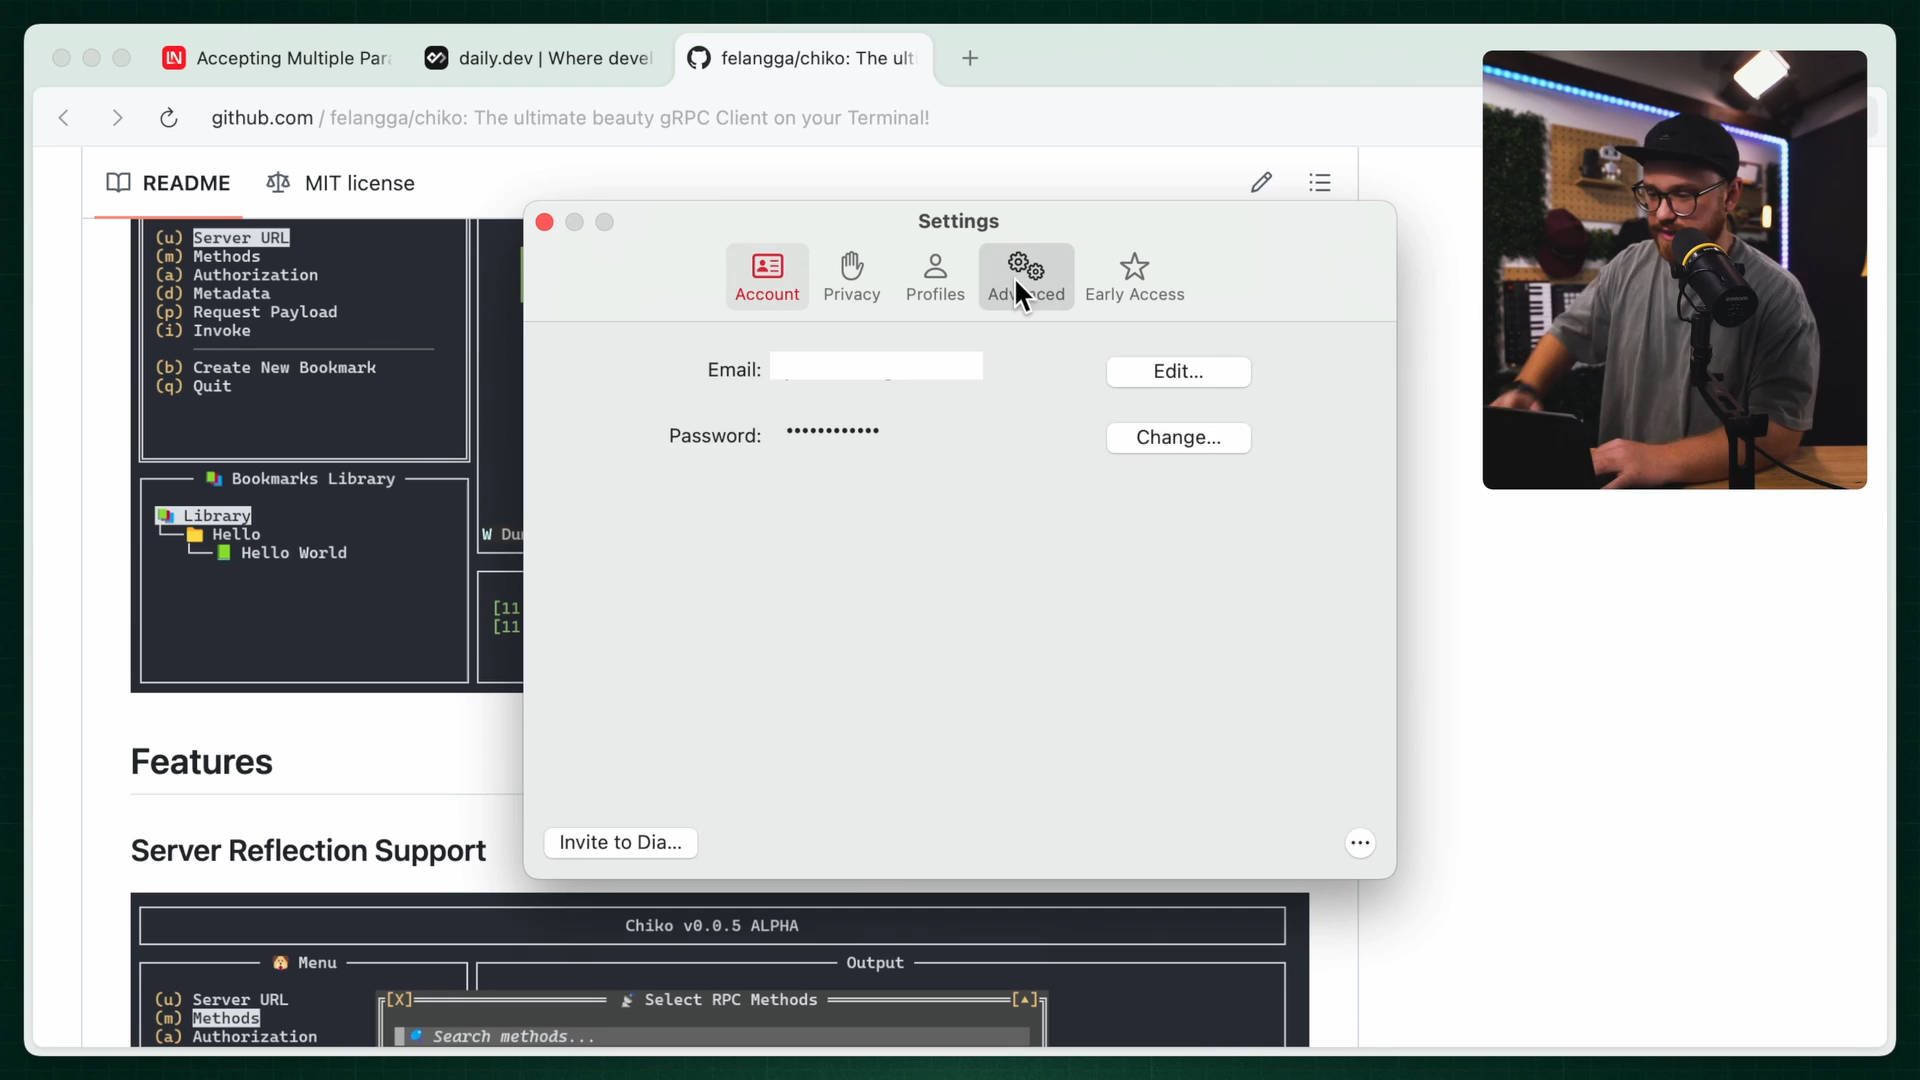 Accepting Multiple Par
daily.dev | Where devel
felangga/chiko: The ult
github.com / felangga/chiko: The ultimate beauty gRPC Client on your Terminal!
README
MIT license
(u) Server URL
(m) Methods
(a) Authorization
(d) Metadata
(p) Request Payload
(i) Invoke
(b) Create New Bookmark
(q) Quit
Bookmarks Library
Library
Hello
Hello World
W Du
[11
[11
Settings
Account
Privacy
Profiles
Advanced
Early Access
Email:
Edit...
Password: ••••••••••••
Change...
Invite to Dia...
Features
Server Reflection Support
Chiko v0.0.5 ALPHA
Menu
Output
(u) Server URL
(m) Methods
(a) Authorization
[X] Select RPC Methods [▲]
Search methods...